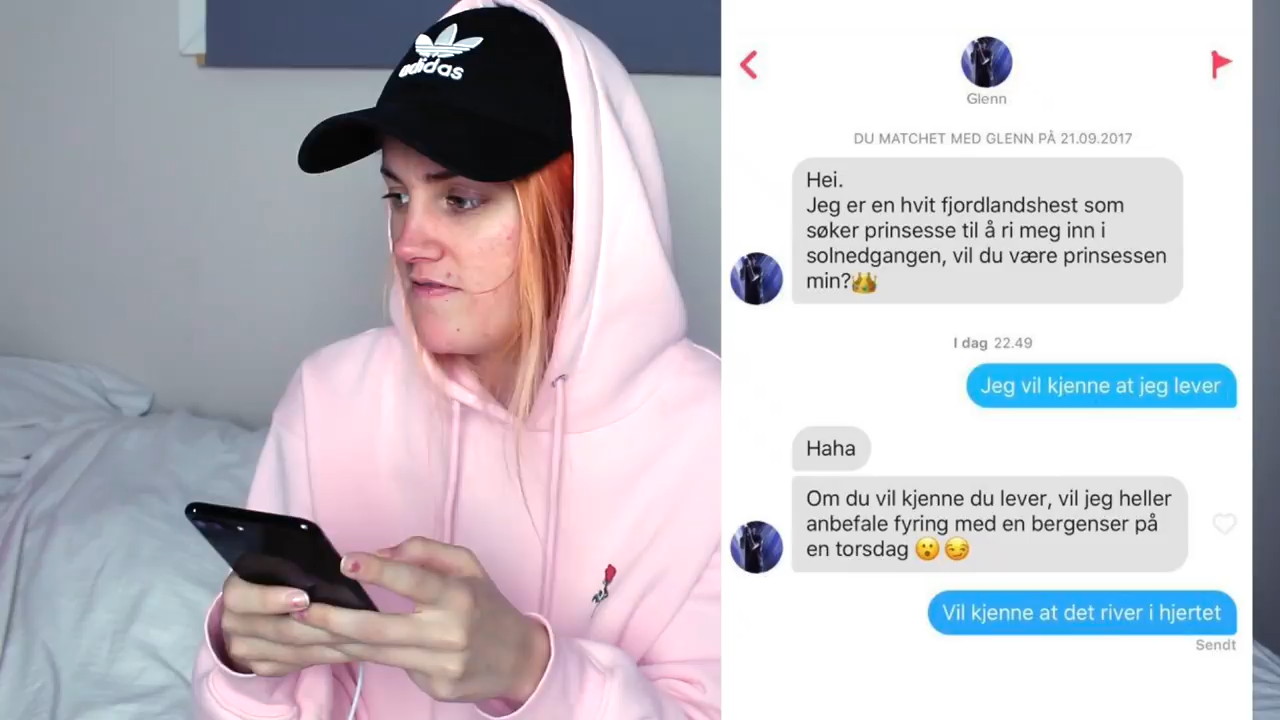 adidas
Glenn
DU MATCHET MED GLENN PÅ 21.09.2017
Hei.
Jeg er en hvit fjordlandshest som
søker prinsesse til å ri meg inn i
solnedgangen, vil du være prinsessen
min?👑
I dag 22.49
Jeg vil kjenne at jeg lever
Haha
Om du vil kjenne du lever, vil jeg heller
anbefale fyring med en bergenser på
en torsdag 😮 😏
Vil kjenne at det river i hjertet
Sendt